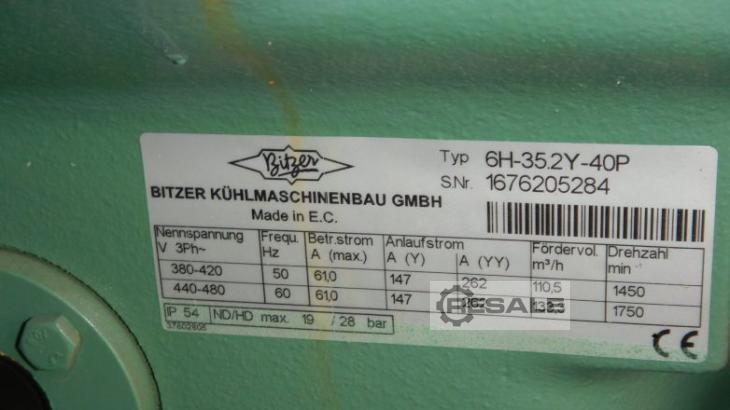 Bitzer
Typ 6H-35.2Y-40P
S.Nr. 1676205284
BITZER KÜHLMASCHINENBAU GMBH
Made in E.C.
Nennspannung Frequ. Betr.strom Anlaufstrom Fördervol. Drehzahl
V 3Ph~ Hz A (max.) A (Y) A (YY) m³/h min⁻¹
380-420 50 61,0 147 262 110,5 1450
440-480 60 61,0 147 262 1750
IP 54 ND/HD max. 19 / 28 bar
CE
RESALE